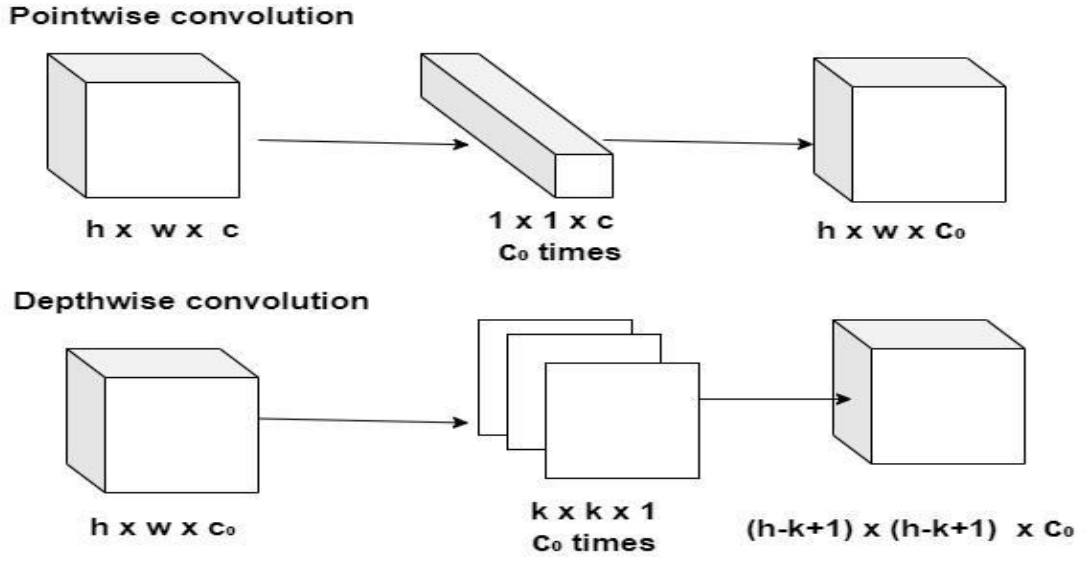 Pointwise convolution
h x w x c
1 x 1 x c
C₀ times
h x w x C₀
Depthwise convolution
h x w x C₀
k x k x 1
C₀ times
(h-k+1) x (h-k+1) x C₀